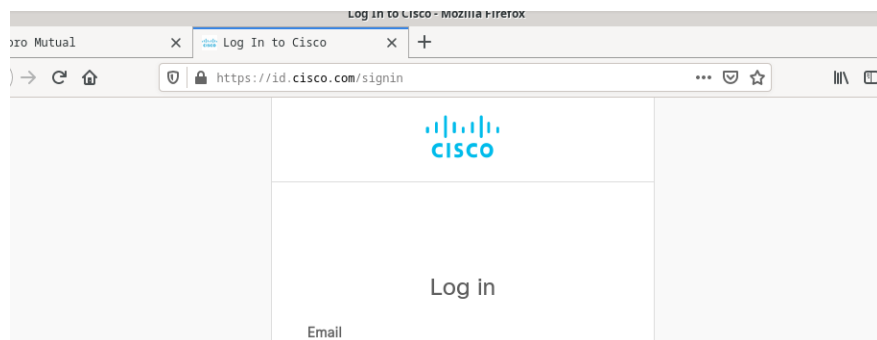 Log In to Cisco - Mozilla Firefox
oro Mutual
Log In to Cisco
https://id.cisco.com/signin
CISCO
Log in
Email